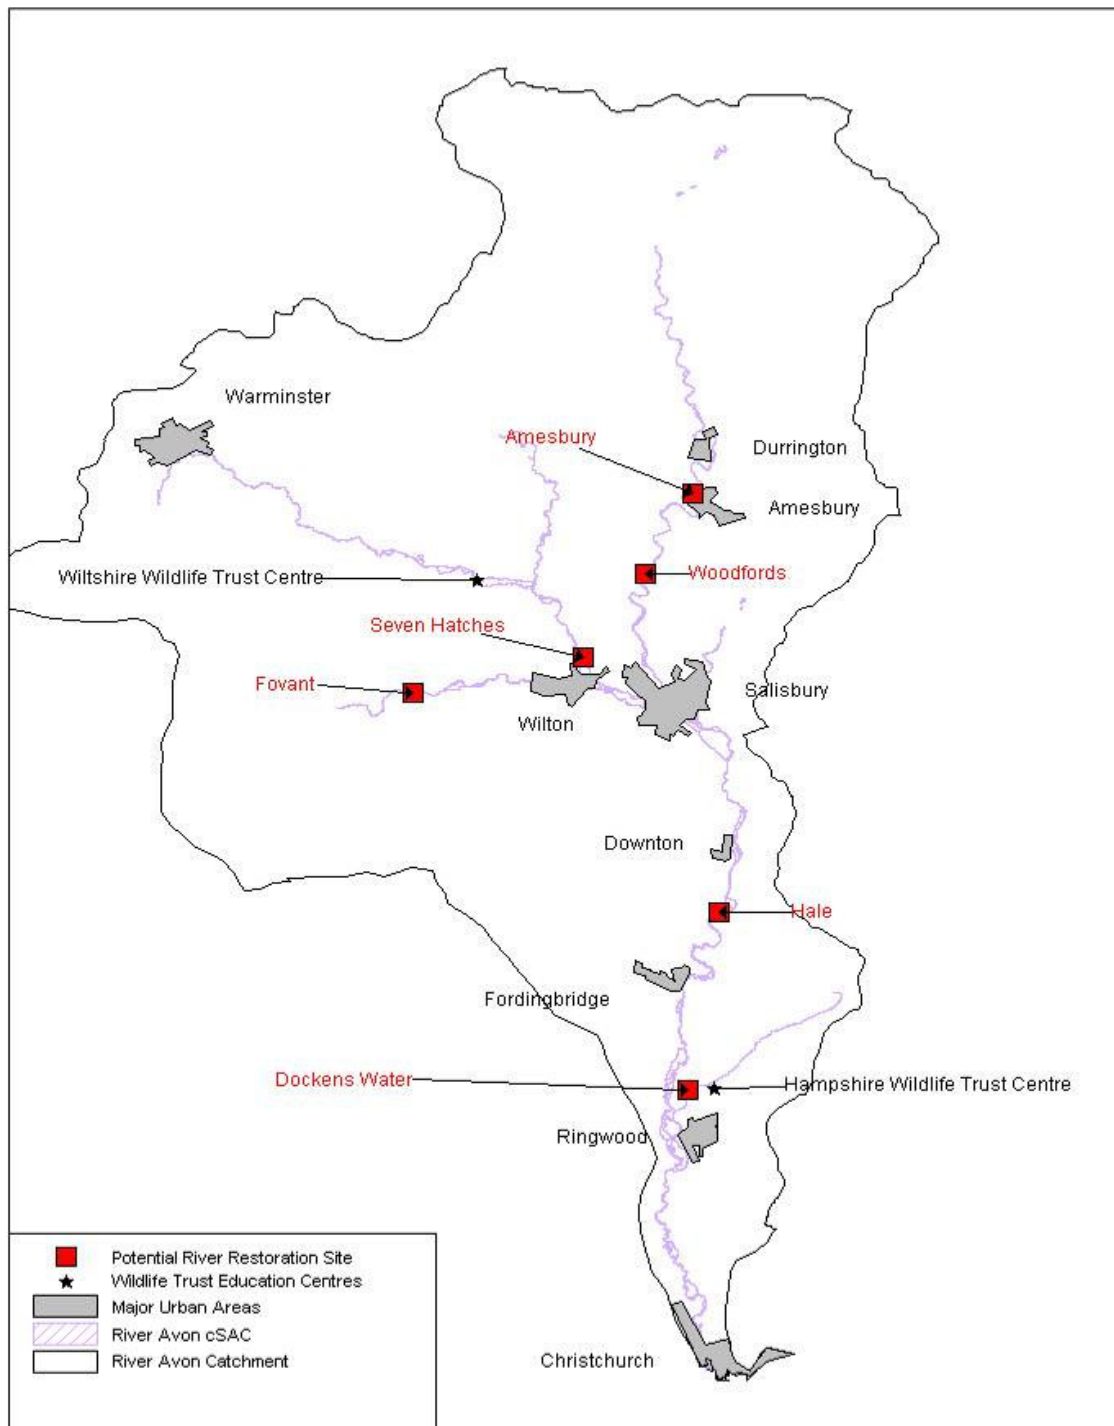 Warminster
Amesbury
Durrington
Amesbury
Wiltshire Wildlife Trust Centre
Woodfords
Seven Hatches
Fovant
Salisbury
Wilton
Downton
Hale
Fordingbridge
Dockens Water
Hampshire Wildlife Trust Centre
Ringwood
Christchurch
Potential River Restoration Site
Wildlife Trust Education Centres
Major Urban Areas
River Avon cSAC
River Avon Catchment